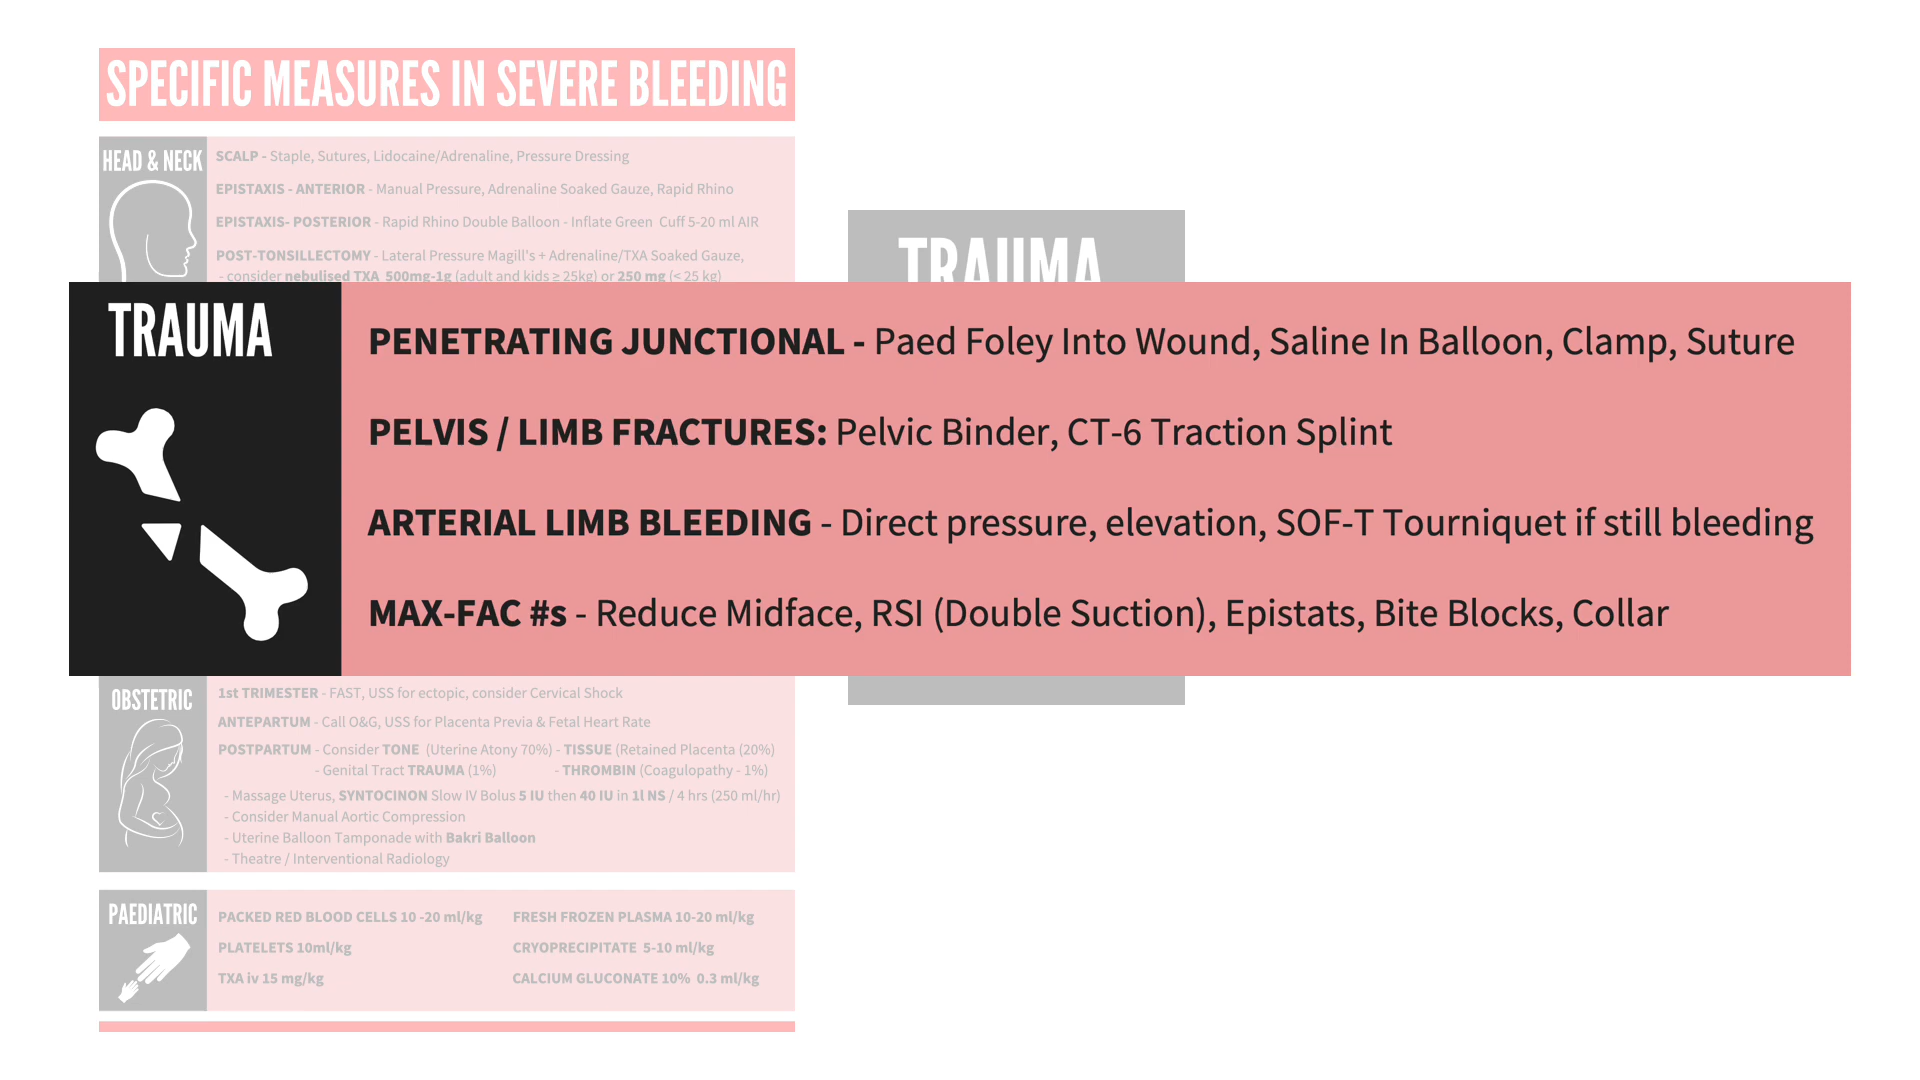 SPECIFIC MEASURES IN SEVERE BLEEDING
HEAD & NECK
SCALP - Staple, Sutures, Lidocaine/Adrenaline, Pressure Dressing
EPISTAXIS - ANTERIOR - Manual Pressure, Adrenaline Soaked Gauze, Rapid Rhino
EPISTAXIS- POSTERIOR - Rapid Rhino Double Balloon - Inflate Green Cuff 5-20 ml AIR
POST-TONSILLECTOMY - Lateral Pressure Magill's + Adrenaline/TXA Soaked Gauze,
- consider nebulised TXA 500mg-1g (adult and kids ≥ 25kg) or 250 mg (< 25 kg)
TRAUMA
TRAUMA
PENETRATING JUNCTIONAL - Paed Foley Into Wound, Saline In Balloon, Clamp, Suture
PELVIS / LIMB FRACTURES: Pelvic Binder, CT-6 Traction Splint
ARTERIAL LIMB BLEEDING - Direct pressure, elevation, SOF-T Tourniquet if still bleeding
MAX-FAC #s - Reduce Midface, RSI (Double Suction), Epistats, Bite Blocks, Collar
OBSTETRIC
1st TRIMESTER - FAST, USS for ectopic, consider Cervical Shock
ANTEPARTUM - Call O&G, USS for Placenta Previa & Fetal Heart Rate
POSTPARTUM - Consider TONE (Uterine Atony 70%) - TISSUE (Retained Placenta (20%)
- Genital Tract TRAUMA (1%) - THROMBIN (Coagulopathy - 1%)
- Massage Uterus, SYNTOCINON Slow IV Bolus 5 IU then 40 IU in 1l NS / 4 hrs (250 ml/hr)
- Consider Manual Aortic Compression
- Uterine Balloon Tamponade with Bakri Balloon
- Theatre / Interventional Radiology
PAEDIATRIC
PACKED RED BLOOD CELLS 10 -20 ml/kg FRESH FROZEN PLASMA 10-20 ml/kg
PLATELETS 10ml/kg CRYOPRECIPITATE 5-10 ml/kg
TXA iv 15 mg/kg CALCIUM GLUCONATE 10% 0.3 ml/kg